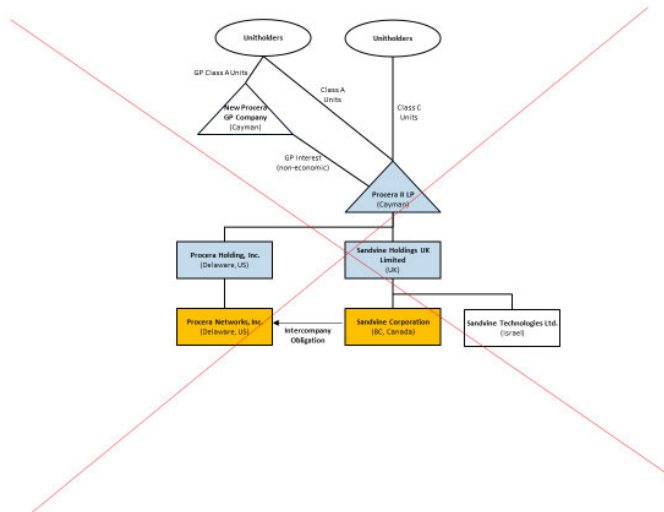 Unitholders
Unitholders
GP Class A Units
Class A
Units
Class C
Units
New Procera
GP Company
(Cayman)
GP Interest
(non-economic)
Procera II LP
(Cayman)
Procera Holding, Inc.
(Delaware, US)
Sandvine Holdings UK
Limited
(UK)
Procera Networks, Inc.
(Delaware, US)
Intercompany
Obligation
Sandvine Corporation
(BC, Canada)
Sandvine Technologies Ltd.
(Israel)